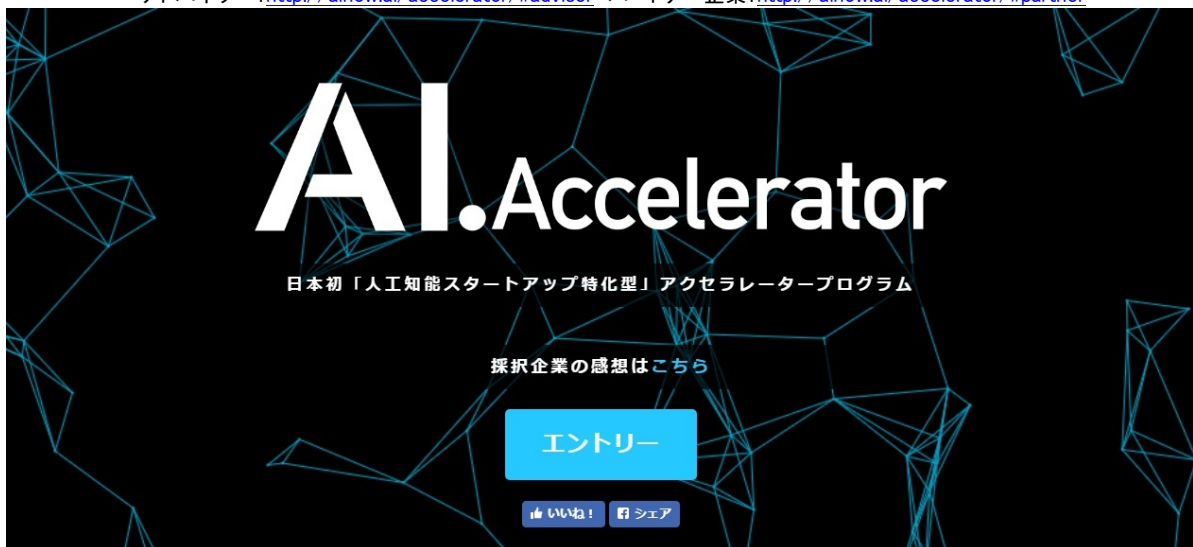 AI.Accelerator
日本初「人工知能スタートアップ特化型」アクセラレータープログラム
採択企業の感想はこちら
エントリー
いいね! シェア